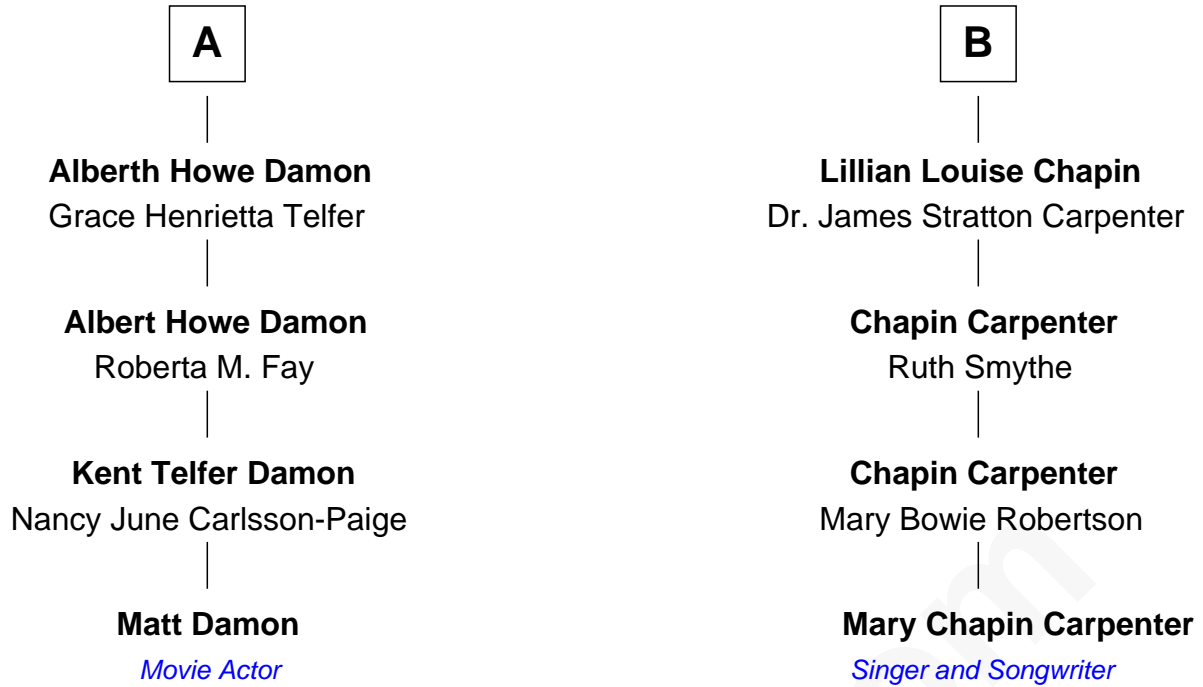 A
Alberth Howe Damon
Grace Henrietta Telfer
Albert Howe Damon
Roberta M. Fay
Kent Telfer Damon
Nancy June Carlsson-Paige
Matt Damon
Movie Actor
B
Lillian Louise Chapin
Dr. James Stratton Carpenter
Chapin Carpenter
Ruth Smythe
Chapin Carpenter
Mary Bowie Robertson
Mary Chapin Carpenter
Singer and Songwriter